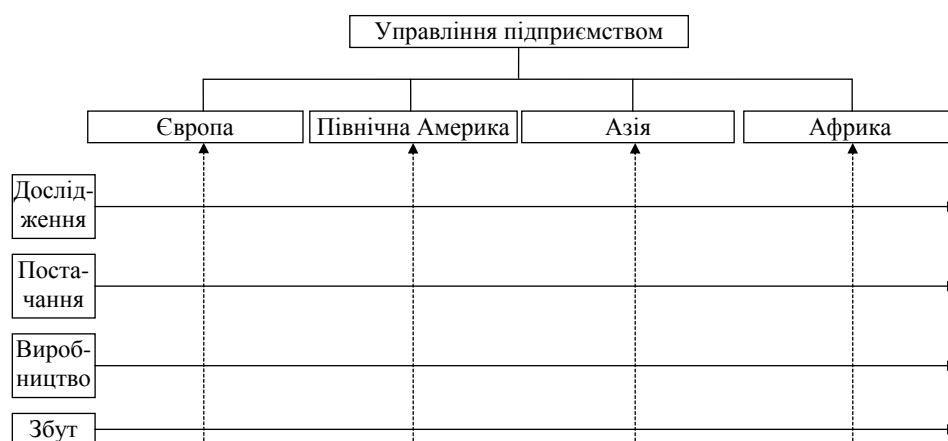 Управління підприємством
Європа
Північна Америка
Азія
Африка
Дослід-
ження
Поста-
чання
Вироб-
ництво
Збут